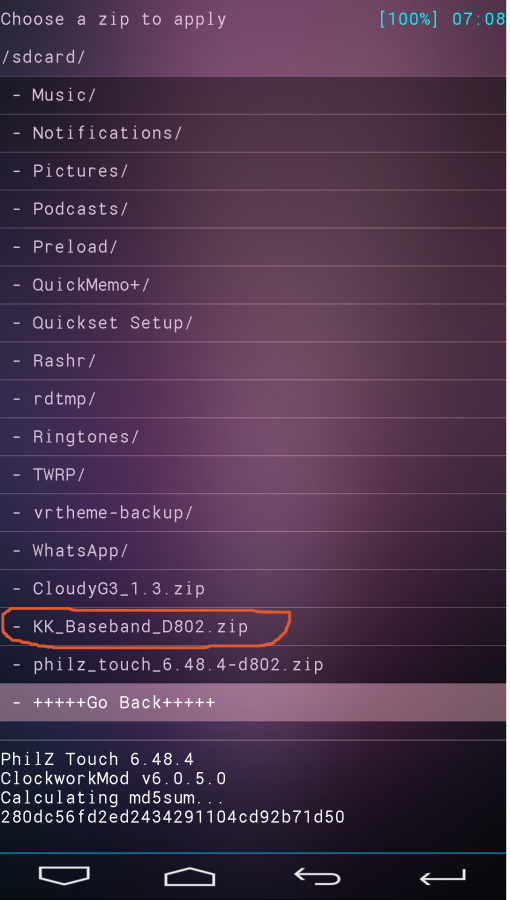 Choose a zip to apply [100%] 07:08
/sdcard/
- Music/
- Notifications/
- Pictures/
- Podcasts/
- Preload/
- QuickMemo+/
- Quickset Setup/
- Rashr/
- rdtmp/
- Ringtones/
- TWRP/
- vrtheme-backup/
- WhatsApp/
- CloudyG3_1.3.zip
- KK_Baseband_D802.zip
- philz_touch_6.48.4-d802.zip
- +++++Go Back+++++
PhilZ Touch 6.48.4
ClockworkMod v6.0.5.0
Calculating md5sum...
280dc56fd2ed2434291104cd92b71d50